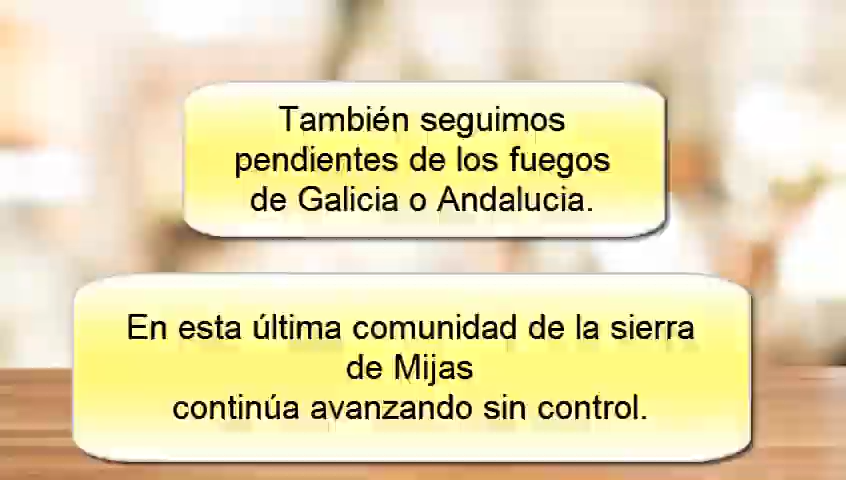 También seguimos
pendientes de los fuegos
de Galicia o Andalucia.
En esta última comunidad de la sierra
de Mijas
continúa avanzando sin control.